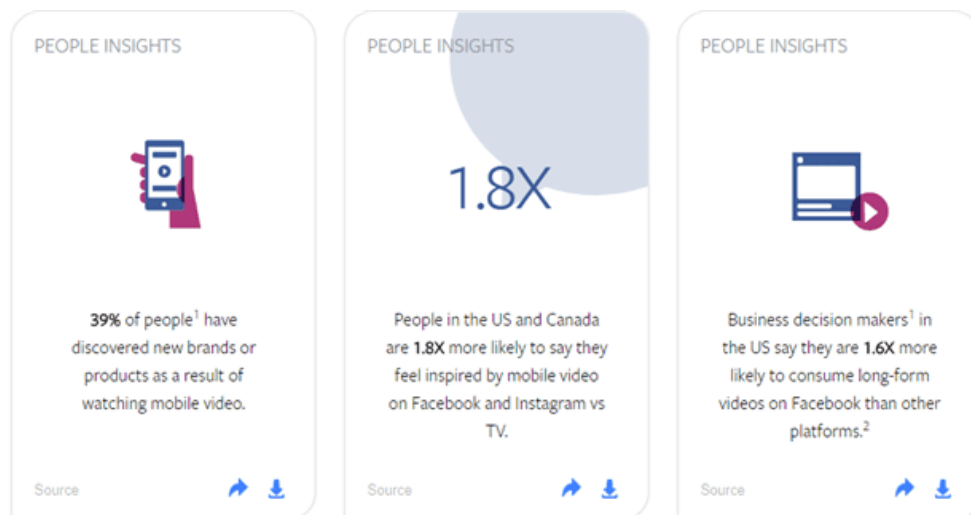 PEOPLE INSIGHTS
39% of people¹ have
discovered new brands or
products as a result of
watching mobile video.
Source
PEOPLE INSIGHTS
1.8X
People in the US and Canada
are 1.8X more likely to say they
feel inspired by mobile video
on Facebook and Instagram vs
TV.
Source
PEOPLE INSIGHTS
Business decision makers¹ in
the US say they are 1.6X more
likely to consume long-form
videos on Facebook than other
platforms.²
Source